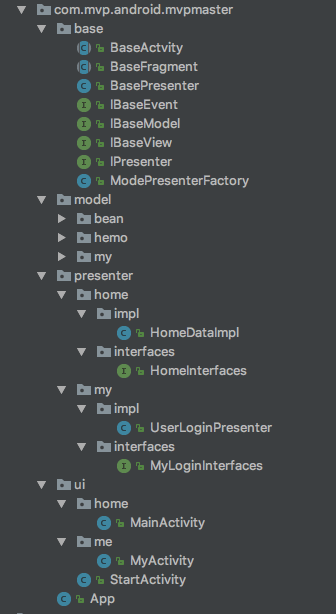 com.mvp.android.mvpmaster
base
BaseActvity
BaseFragment
BasePresenter
IBaseEvent
IBaseModel
IBaseView
IPresenter
ModePresenterFactory
model
bean
hemo
my
presenter
home
impl
HomeDataImpl
interfaces
HomeInterfaces
my
impl
UserLoginPresenter
interfaces
MyLoginInterfaces
ui
home
MainActivity
me
MyActivity
StartActivity
App